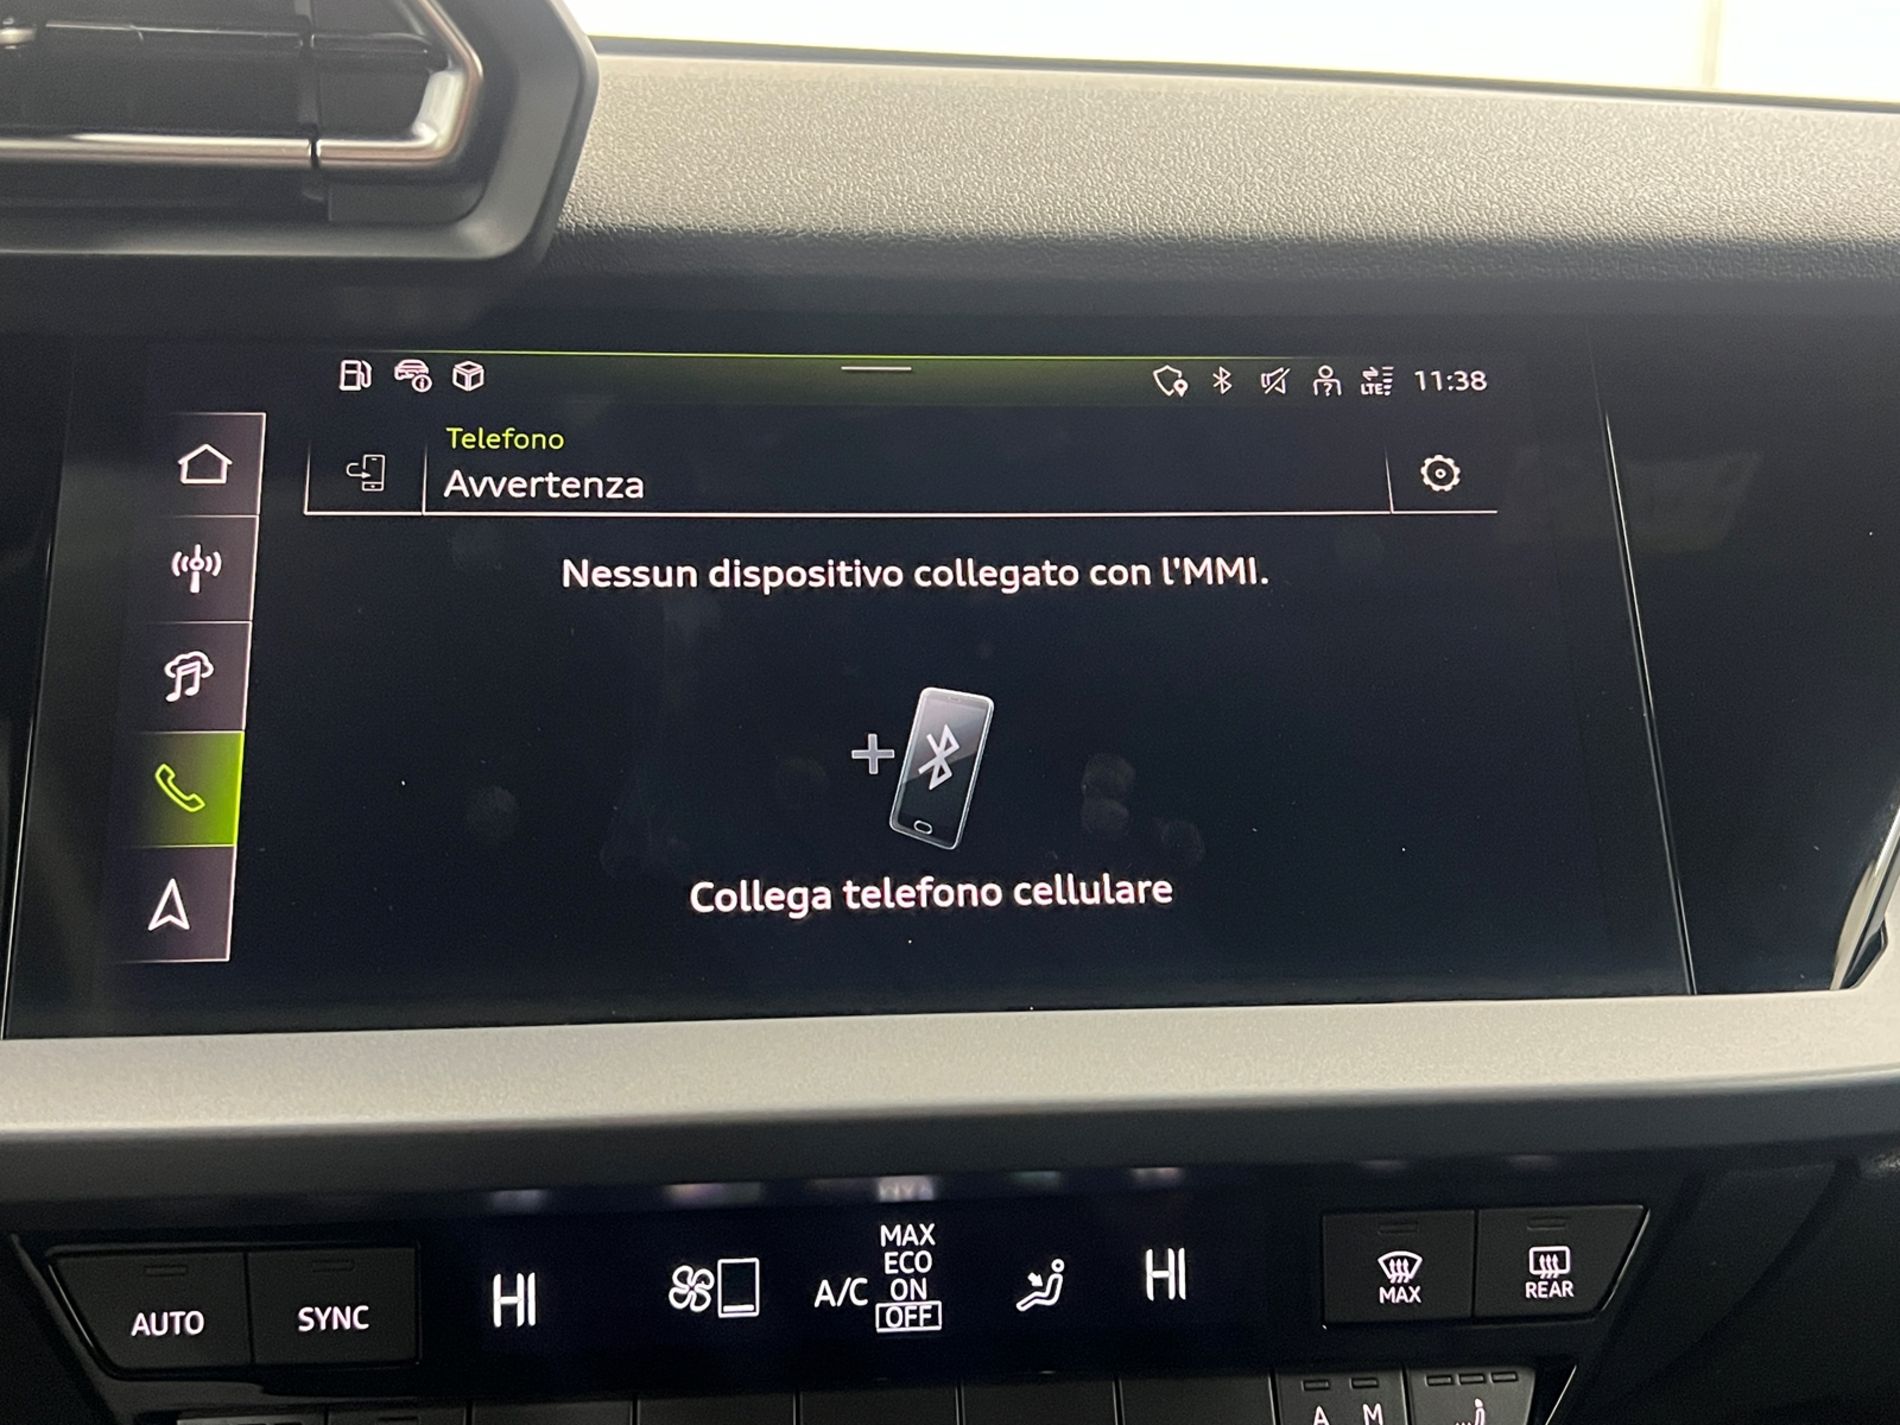 LTE 11:38
Telefono
Avvertenza
Nessun dispositivo collegato con l'MMI.
Collega telefono cellulare
AUTO
SYNC
HI
A/C
MAX
ECO
ON
OFF
HI
MAX
REAR
A M